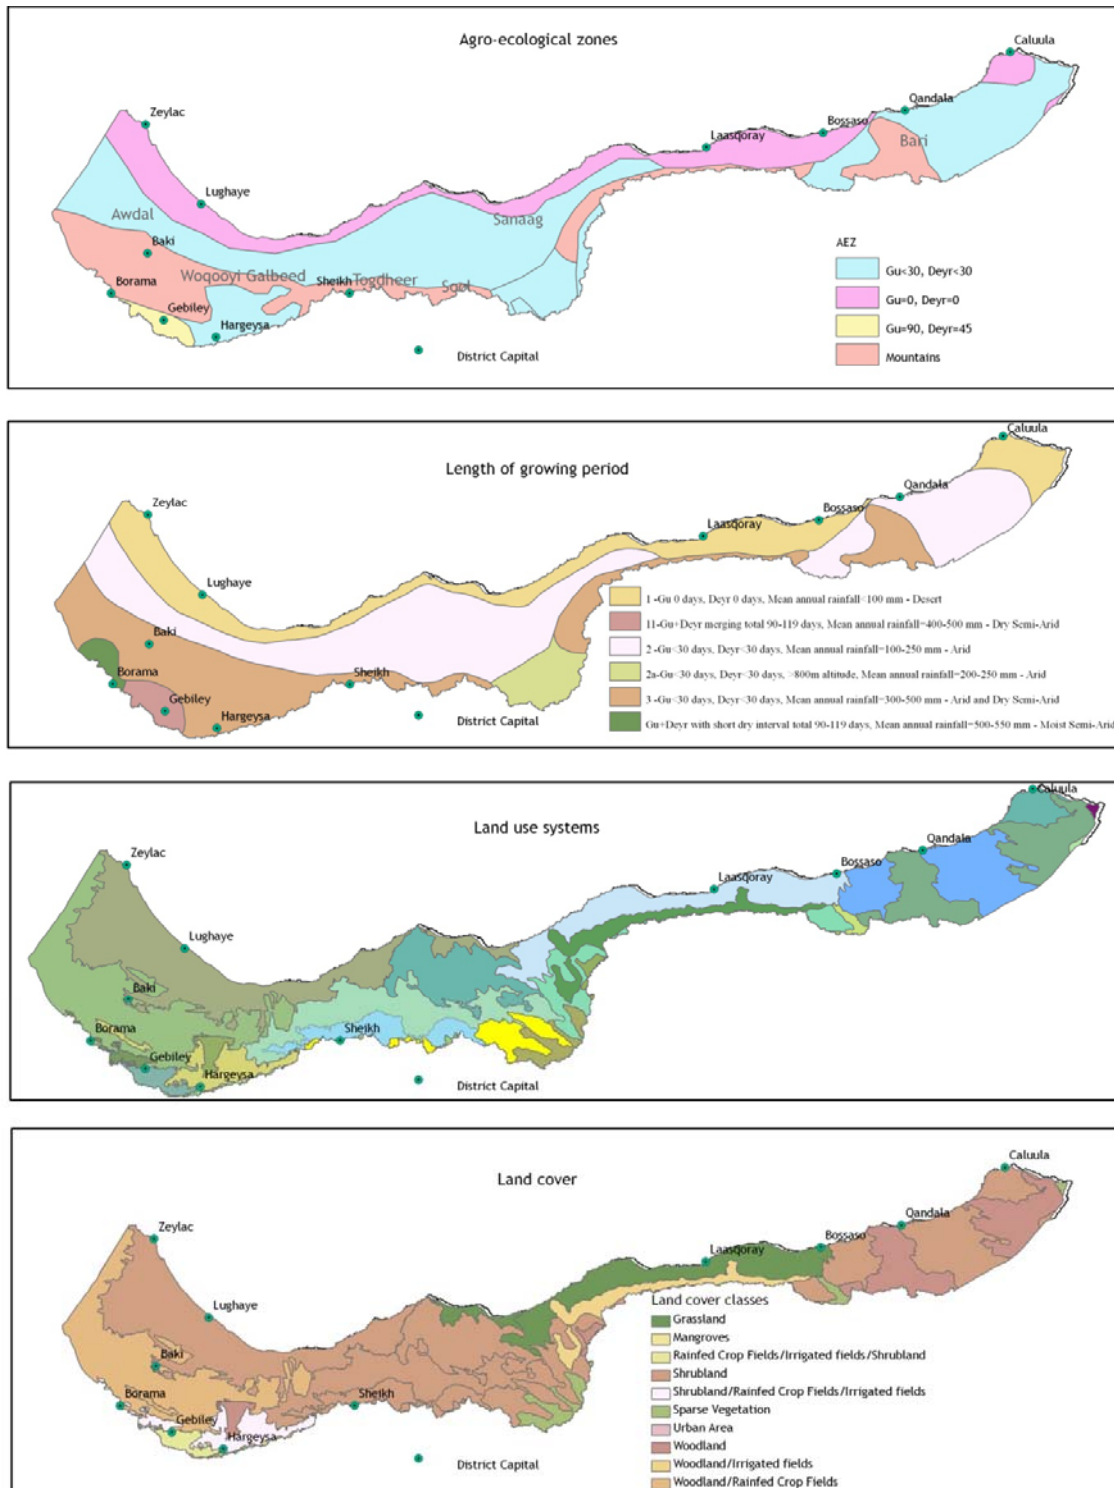 Agro-ecological zones
Caluula
Zeylac
Qandala
Bossaso
Laasqoray
Bari
Lughaye
Awdal
Sanaag
Baki
AEZ
Woqooyi Galbeed
Borama
Sheikh
Togdheer
Sool
Gu<30, Deyr<30
Gebiley
Gu=0, Deyr=0
Hargeysa
Gu=90, Deyr=45
District Capital
Mountains
Caluula
Length of growing period
Qandala
Zeylac
Bossaso
Laasqoray
Lughaye
1 -Gu 0 days, Deyr 0 days, Mean annual rainfall<100 mm - Desert
11-Gu+Deyr merging total 90-119 days, Mean annual rainfall=400-500 mm - Dry Semi-Arid
Baki
2 -Gu<30 days, Deyr<30 days, Mean annual rainfall=100-250 mm - Arid
Borama
Sheikh
2a-Gu<30 days, Deyr<30 days, >800m altitude, Mean annual rainfall=200-250 mm - Arid
Gebiley
3 -Gu<30 days, Deyr<30 days, Mean annual rainfall=300-500 mm - Arid and Dry Semi-Arid
Hargeysa
District Capital
Gu+Deyr with short dry interval total 90-119 days, Mean annual rainfall=500-550 mm - Moist Semi-Arid
Caluula
Land use systems
Qandala
Zeylac
Bossaso
Laasqoray
Lughaye
Baki
Borama
Sheikh
Gebiley
Hargeysa
District Capital
Caluula
Land cover
Qandala
Zeylac
Bossaso
Laasqoray
Lughaye
Land cover classes
Grassland
Mangroves
Rainfed Crop Fields/Irrigated fields/Shrubland
Baki
Shrubland
Borama
Sheikh
Shrubland/Rainfed Crop Fields/Irrigated fields
Gebiley
Sparse Vegetation
Urban Area
Hargeysa
Woodland
District Capital
Woodland/Irrigated fields
Woodland/Rainfed Crop Fields